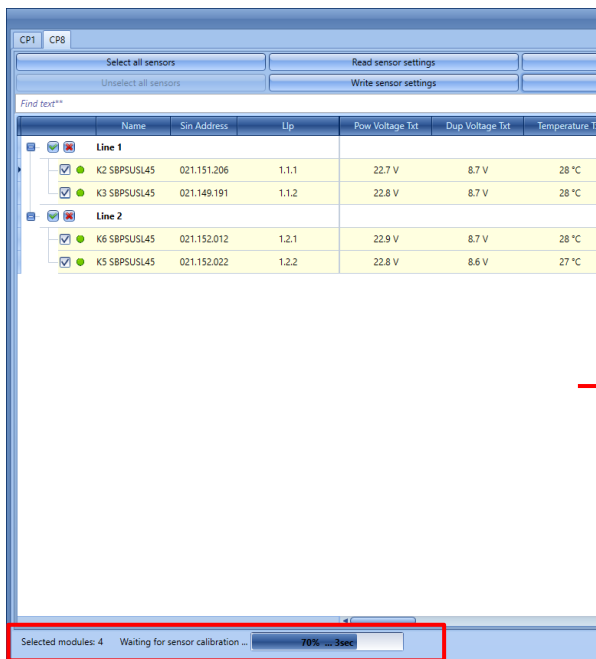 CP1 CP8
Select all sensors Read sensor settings
Unselect all sensors Write sensor settings
Find text**
Name Sin Address Llp Pow Voltage Txt Dup Voltage Txt Temperature
Line 1
K2 SBPSUSL45 021.151.206 1.1.1 22.7 V 8.7 V 28 °C
K3 SBPSUSL45 021.149.191 1.1.2 22.8 V 8.7 V 28 °C
Line 2
K6 SBPSUSL45 021.152.012 1.2.1 22.9 V 8.7 V 28 °C
K5 SBPSUSL45 021.152.022 1.2.2 22.8 V 8.6 V 27 °C
Selected modules: 4 Waiting for sensor calibration ... 70% ... 3sec